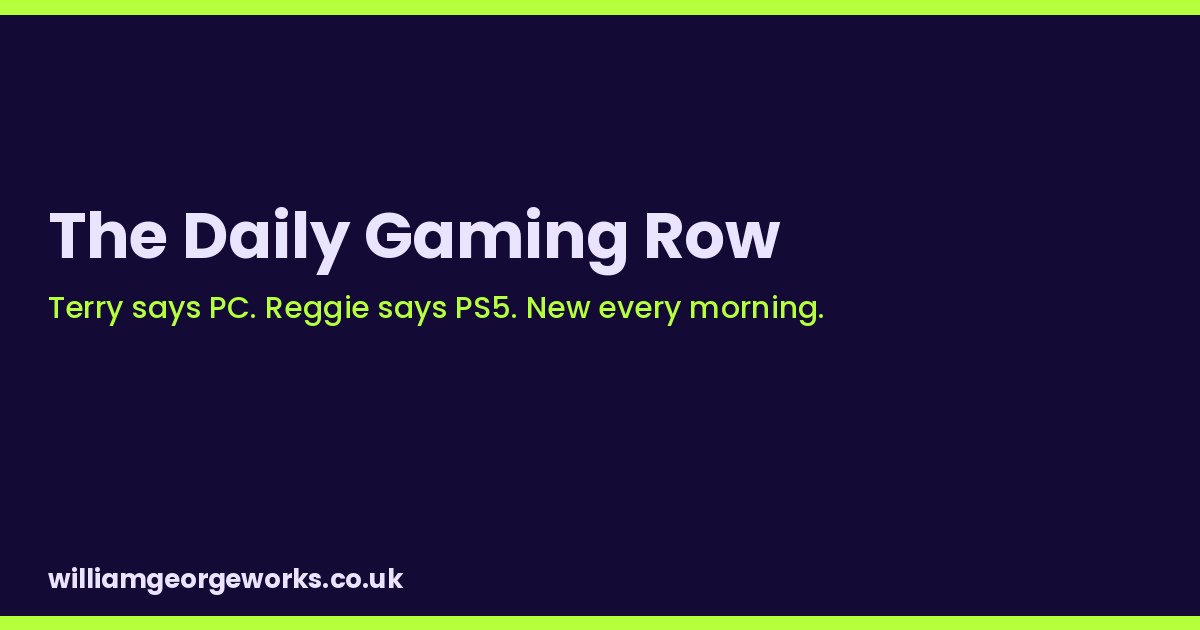 The Daily Gaming Row
Terry says PC. Reggie says PS5. New every morning.
williamgeorgeworks.co.uk